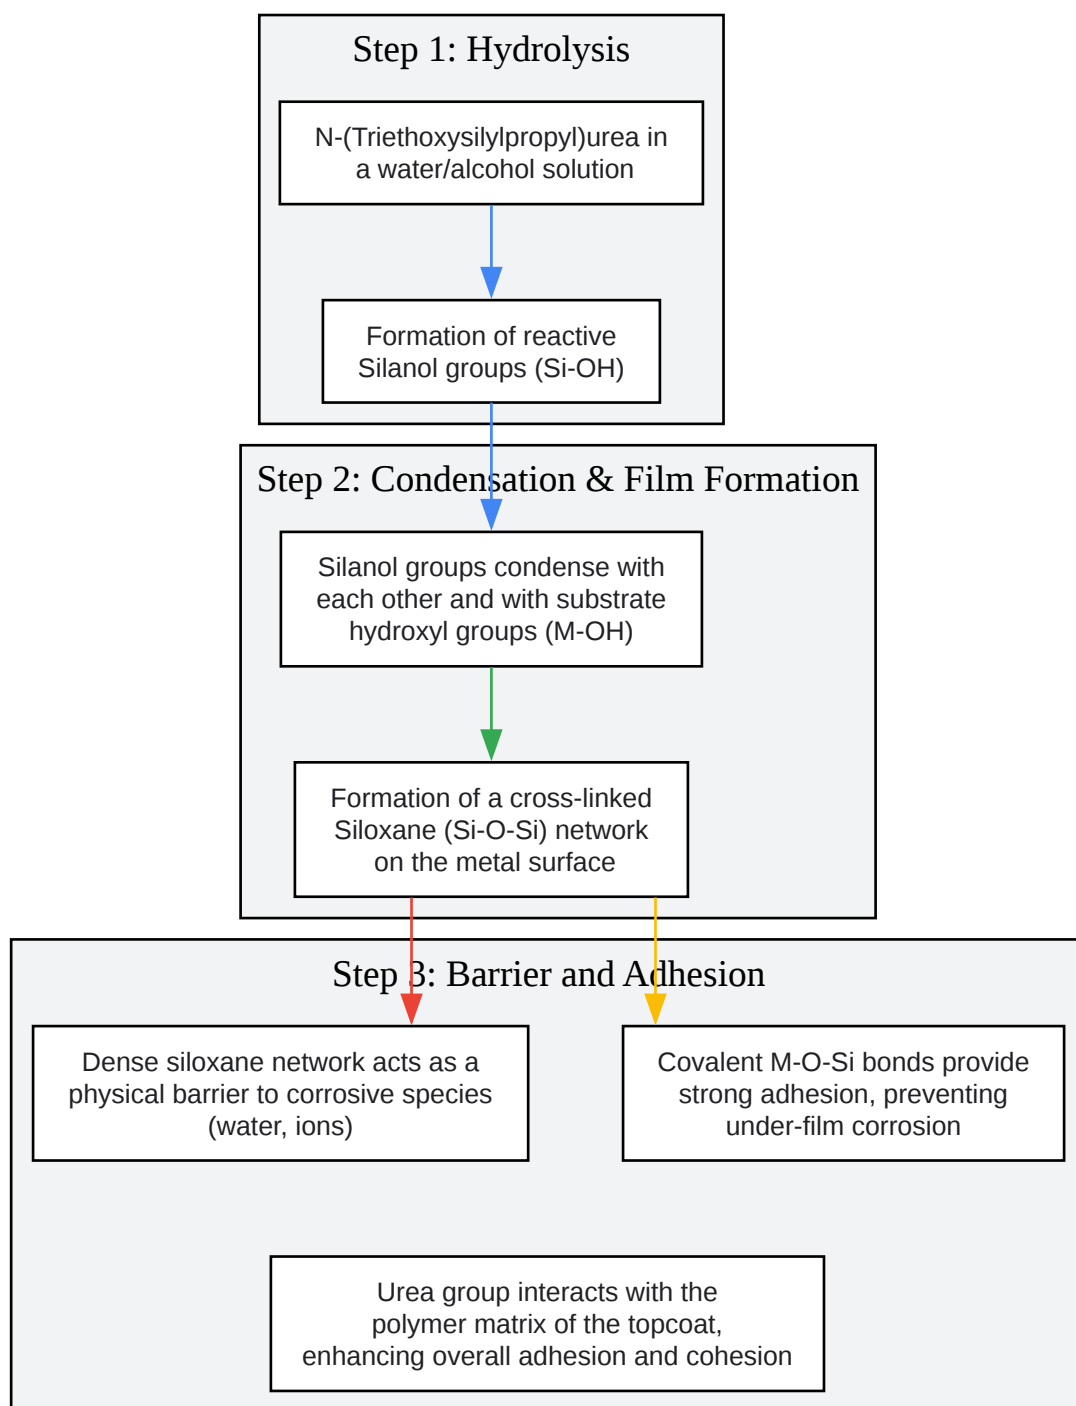 Step 1: Hydrolysis
N-(Triethoxysilylpropyl)urea in
a water/alcohol solution
Formation of reactive
Silanol groups (Si-OH)
Step 2: Condensation & Film Formation
Silanol groups condense with
each other and with substrate
hydroxyl groups (M-OH)
Formation of a cross-linked
Siloxane (Si-O-Si) network
on the metal surface
Step 3: Barrier and Adhesion
Dense siloxane network acts as a
physical barrier to corrosive species
(water, ions)
Covalent M-O-Si bonds provide
strong adhesion, preventing
under-film corrosion
Urea group interacts with the
polymer matrix of the topcoat,
enhancing overall adhesion and cohesion